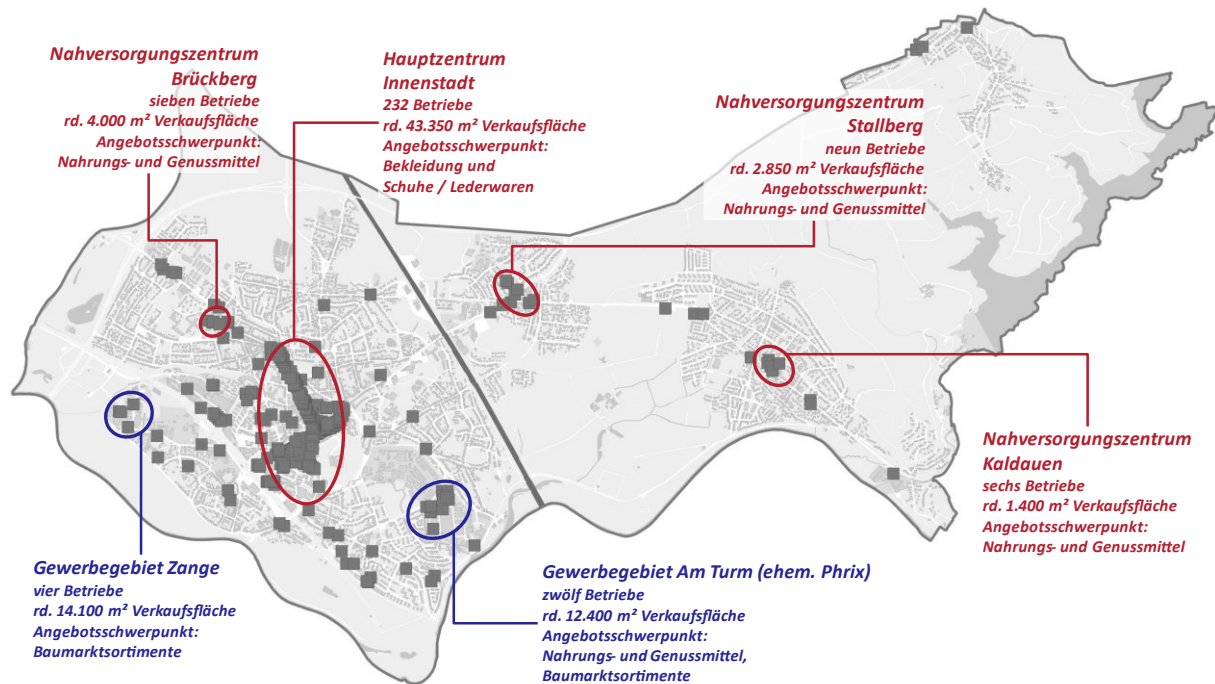 Nahversorgungszentrum
Brückberg
sieben Betriebe
rd. 4.000 m² Verkaufsfläche
Angebotsschwerpunkt:
Nahrungs- und Genussmittel
Hauptzentrum
Innenstadt
232 Betriebe
rd. 43.350 m² Verkaufsfläche
Angebotsschwerpunkt:
Bekleidung und
Schuhe / Lederwaren
Nahversorgungszentrum
Stallberg
neun Betriebe
rd. 2.850 m² Verkaufsfläche
Angebotsschwerpunkt:
Nahrungs- und Genussmittel
Nahversorgungszentrum
Kaldauen
sechs Betriebe
rd. 1.400 m² Verkaufsfläche
Angebotsschwerpunkt:
Nahrungs- und Genussmittel
Gewerbegebiet Zange
vier Betriebe
rd. 14.100 m² Verkaufsfläche
Angebotsschwerpunkt:
Baumarktsortimente
Gewerbegebiet Am Turm (ehem. Phrix)
zwölf Betriebe
rd. 12.400 m² Verkaufsfläche
Angebotsschwerpunkt:
Nahrungs- und Genussmittel,
Baumarktsortimente